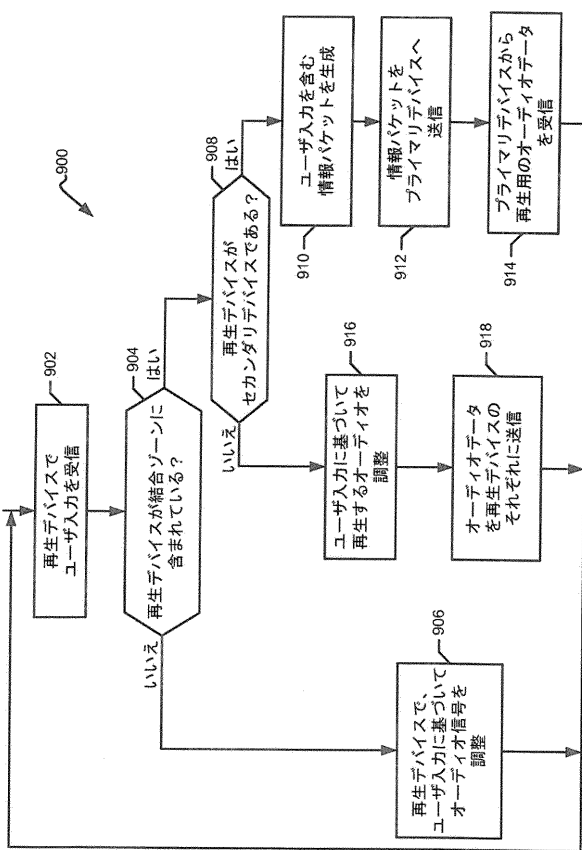 900
902
再生デバイスで
ユーザ入力を受信
904
再生デバイスが結合ゾーンに
含まれている？
はい
いいえ
908
再生デバイスが
セカンダリデバイスである？
はい
いいえ
906
再生デバイスで、
ユーザ入力に基づいて
オーディオ信号を
調整
916
ユーザ入力に基づいて
再生するオーディオを
調整
918
オーディオデータ
を再生デバイスの
それぞれに送信
910
ユーザ入力を含む
情報パケットを生成
912
情報パケットを
プライマリデバイスへ
送信
914
プライマリデバイスから
再生用のオーディオデータ
を受信